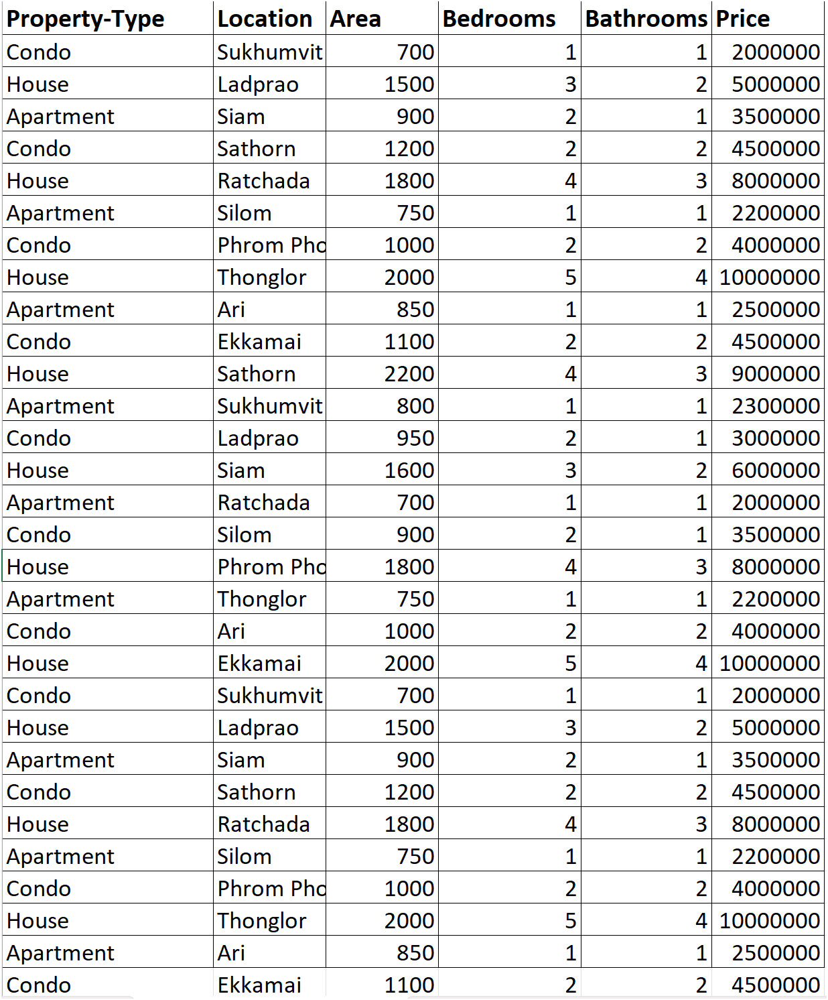 Property-Type Location Area Bedrooms Bathrooms Price
Condo Sukhumvit 700 1 1 2000000
House Ladprao 1500 3 2 5000000
Apartment Siam 900 2 1 3500000
Condo Sathorn 1200 2 2 4500000
House Ratchada 1800 4 3 8000000
Apartment Silom 750 1 1 2200000
Condo Phrom Pho 1000 2 2 4000000
House Thonglor 2000 5 4 10000000
Apartment Ari 850 1 1 2500000
Condo Ekkamai 1100 2 2 4500000
House Sathorn 2200 4 3 9000000
Apartment Sukhumvit 800 1 1 2300000
Condo Ladprao 950 2 1 3000000
House Siam 1600 3 2 6000000
Apartment Ratchada 700 1 1 2000000
Condo Silom 900 2 1 3500000
House Phrom Pho 1800 4 3 8000000
Apartment Thonglor 750 1 1 2200000
Condo Ari 1000 2 2 4000000
House Ekkamai 2000 5 4 10000000
Condo Sukhumvit 700 1 1 2000000
House Ladprao 1500 3 2 5000000
Apartment Siam 900 2 1 3500000
Condo Sathorn 1200 2 2 4500000
House Ratchada 1800 4 3 8000000
Apartment Silom 750 1 1 2200000
Condo Phrom Pho 1000 2 2 4000000
House Thonglor 2000 5 4 10000000
Apartment Ari 850 1 1 2500000
Condo Ekkamai 1100 2 2 4500000